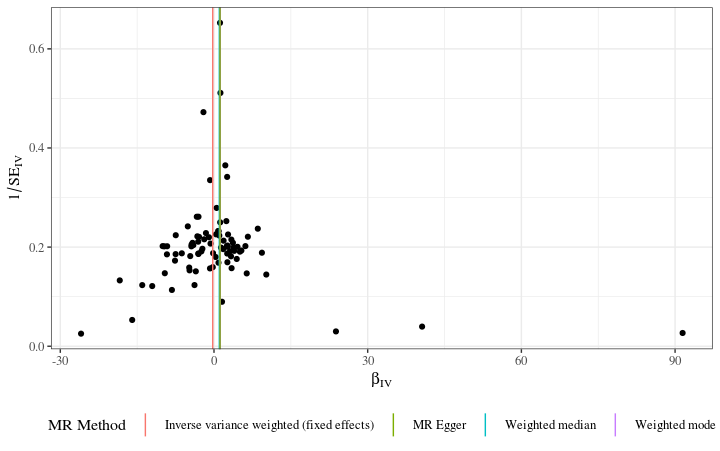 0.6
0.4
0.2
0.0
1/SE_IV
-30 0 30 60 90
β_IV
MR Method Inverse variance weighted (fixed effects) MR Egger Weighted median Weighted mode